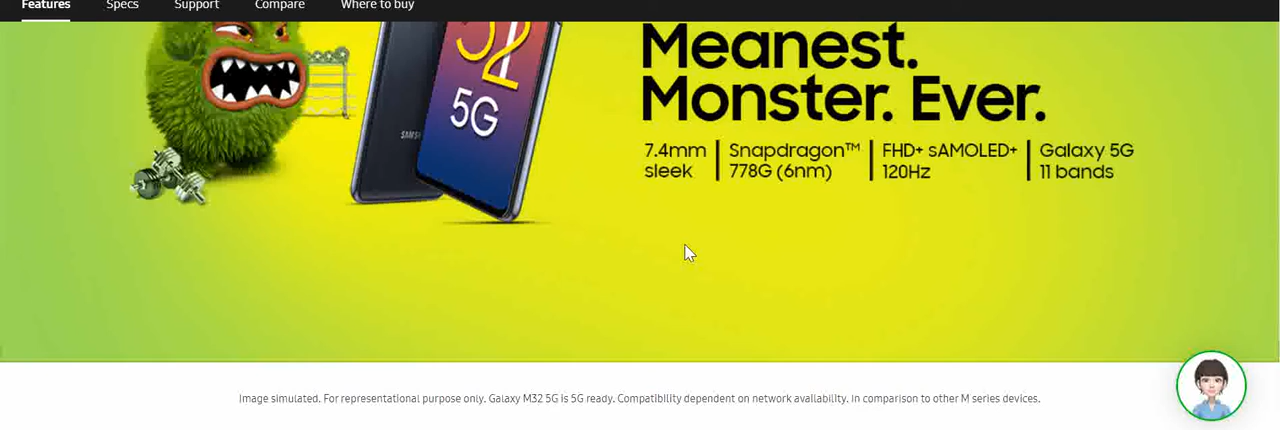 Features Specs Support Compare Where to buy
52
5G
SAMS
Meanest.
Monster. Ever.
7.4mm sleek
Snapdragon™ 778G (6nm)
FHD+ sAMOLED+ 120Hz
Galaxy 5G 11 bands
Image simulated. For representational purpose only. Galaxy M32 5G is 5G ready. Compatibility dependent on network availability. In comparison to other M series devices.